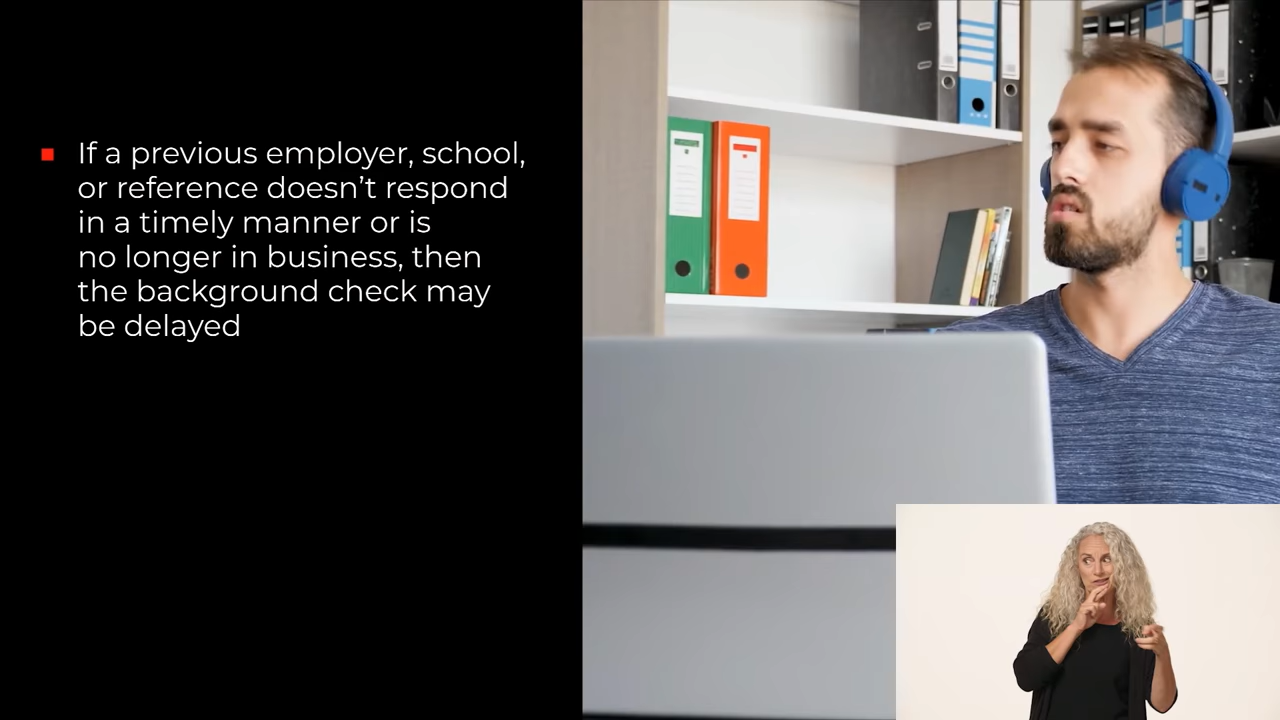 If a previous employer, school,
or reference doesn’t respond
in a timely manner or is
no longer in business, then
the background check may
be delayed